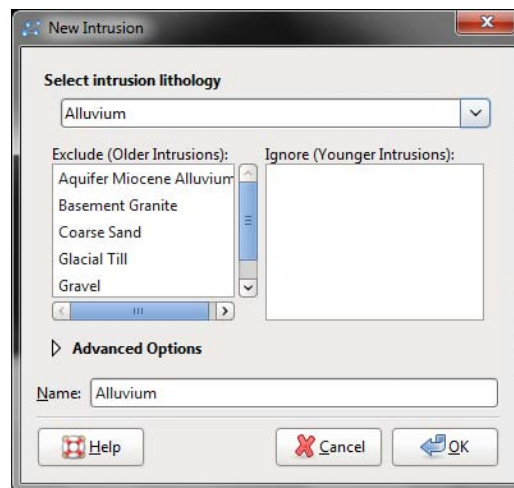 New Intrusion
Select intrusion lithology
Alluvium
Exclude (Older Intrusions): Ignore (Younger Intrusions):
Aquifer Miocene Alluvium
Basement Granite
Coarse Sand
Glacial Till
Gravel
Advanced Options
Name: Alluvium
Help Cancel OK